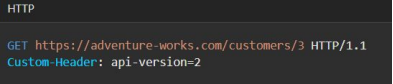 HTTP
GET https://adventure-works.com/customers/3 HTTP/1.1
Custom-Header: api-version=2